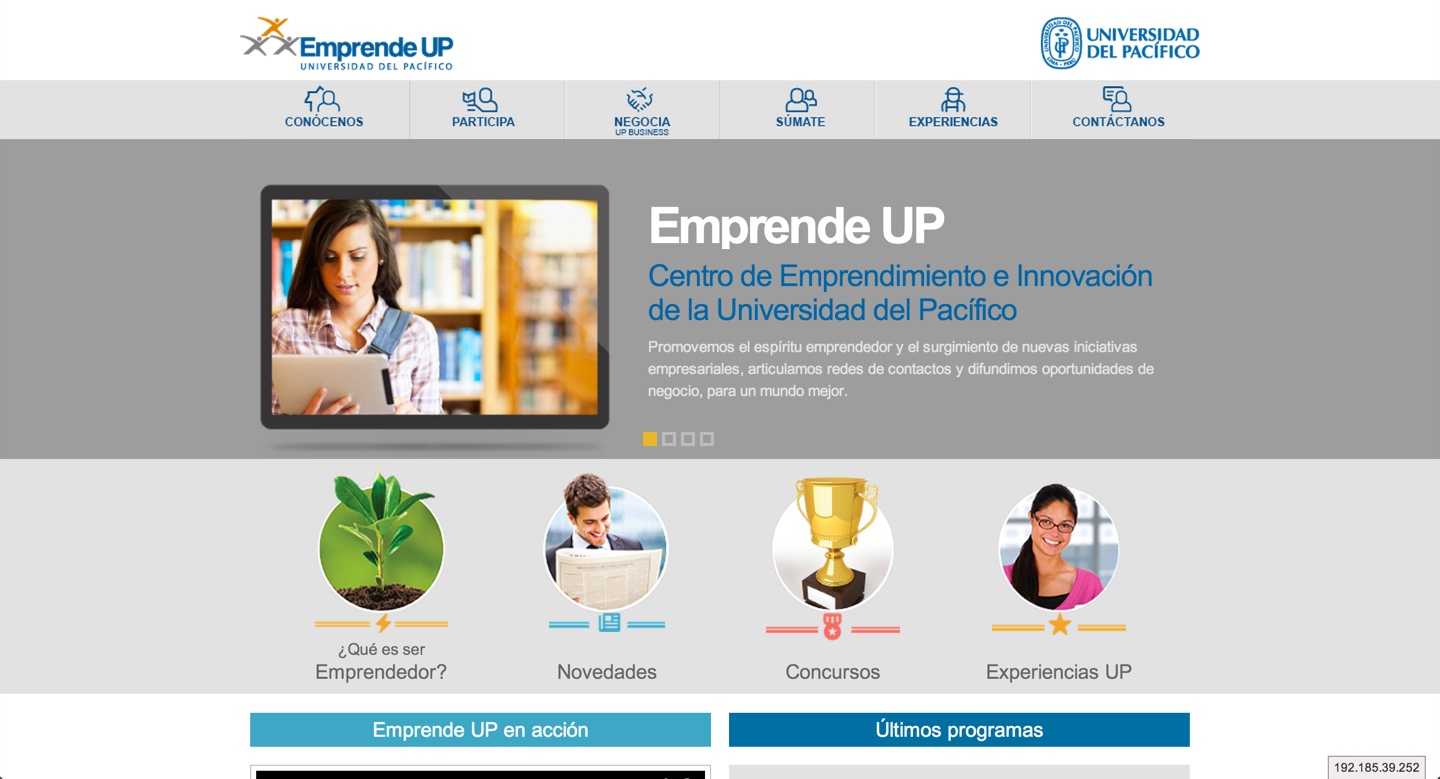 Emprende UP
UNIVERSIDAD DEL PACÍFICO
UNIVERSIDAD
DEL PACÍFICO
CONÓCENOS
PARTICIPA
NEGOCIA
UP BUSINESS
SÚMATE
EXPERIENCIAS
CONTÁCTANOS
Emprende UP
Centro de Emprendimiento e Innovación
de la Universidad del Pacífico
Promovemos el espíritu emprendedor y el surgimiento de nuevas iniciativas
empresariales, articulamos redes de contactos y difundimos oportunidades de
negocio, para un mundo mejor.
¿Qué es ser
Emprendedor?
Novedades
Concursos
Experiencias UP
Emprende UP en acción
Últimos programas
192.185.39.252